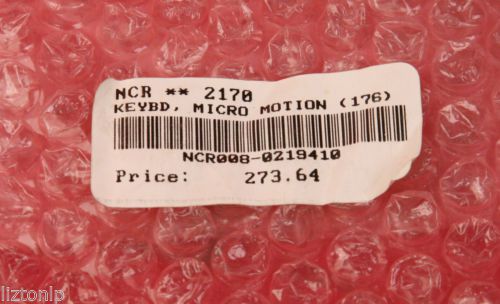 NCR ** 2170
KEYBD, MICRO MOTION (176)
NCR008-0219410
Price: 273.64
liztonlp